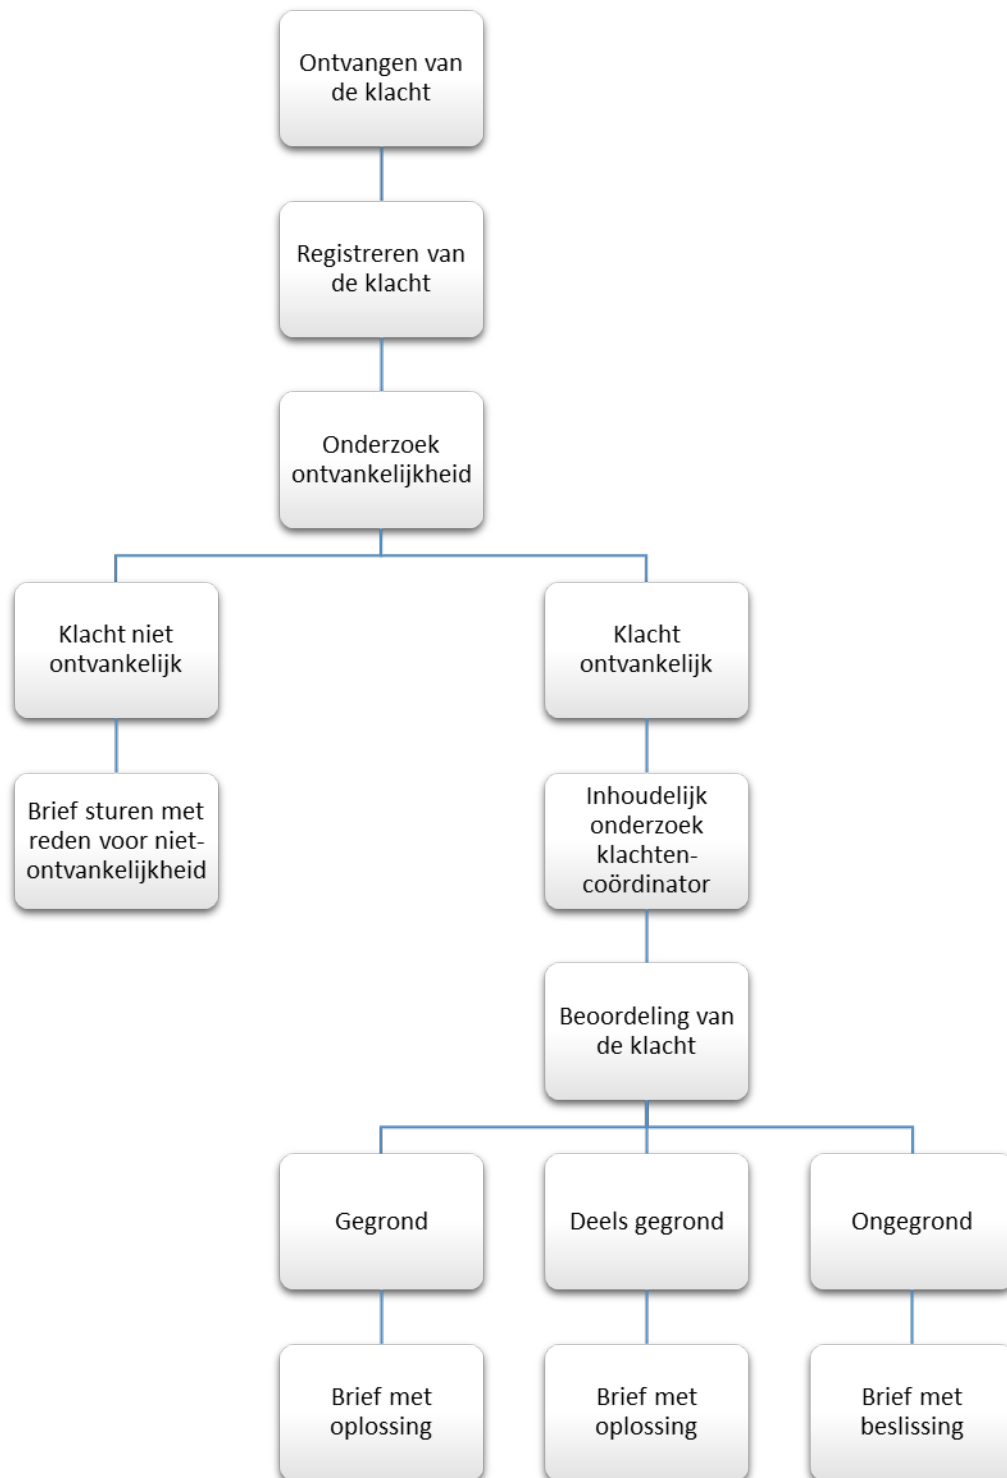 Ontvangen van
de klacht
Registreren van
de klacht
Onderzoek
ontvankelijkheid
Klacht niet
ontvankelijk
Klacht
ontvankelijk
Brief sturen met
reden voor niet-
ontvankelijkheid
Inhoudelijk
onderzoek
klachten-
coördinator
Beoordeling van
de klacht
Gegrond
Deels gegrond
Ongegrond
Brief met
oplossing
Brief met
oplossing
Brief met
beslissing